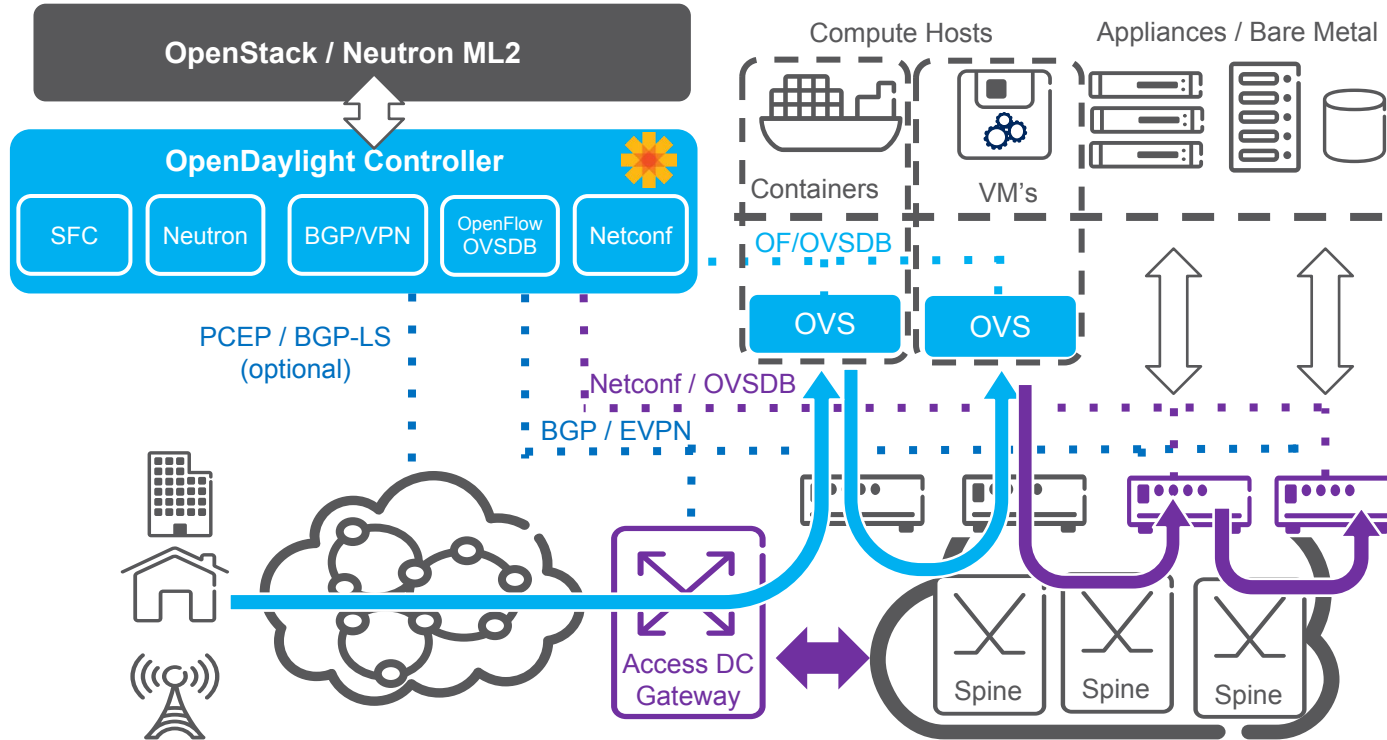 OpenStack / Neutron ML2
OpenDaylight Controller
SFC
Neutron
BGP/VPN
OpenFlow
OVSDB
Netconf
Compute Hosts
Appliances / Bare Metal
Containers
VM's
OF/OVSDB
OVS
OVS
PCEP / BGP-LS
(optional)
Netconf / OVSDB
BGP / EVPN
Access DC
Gateway
Spine
Spine
Spine